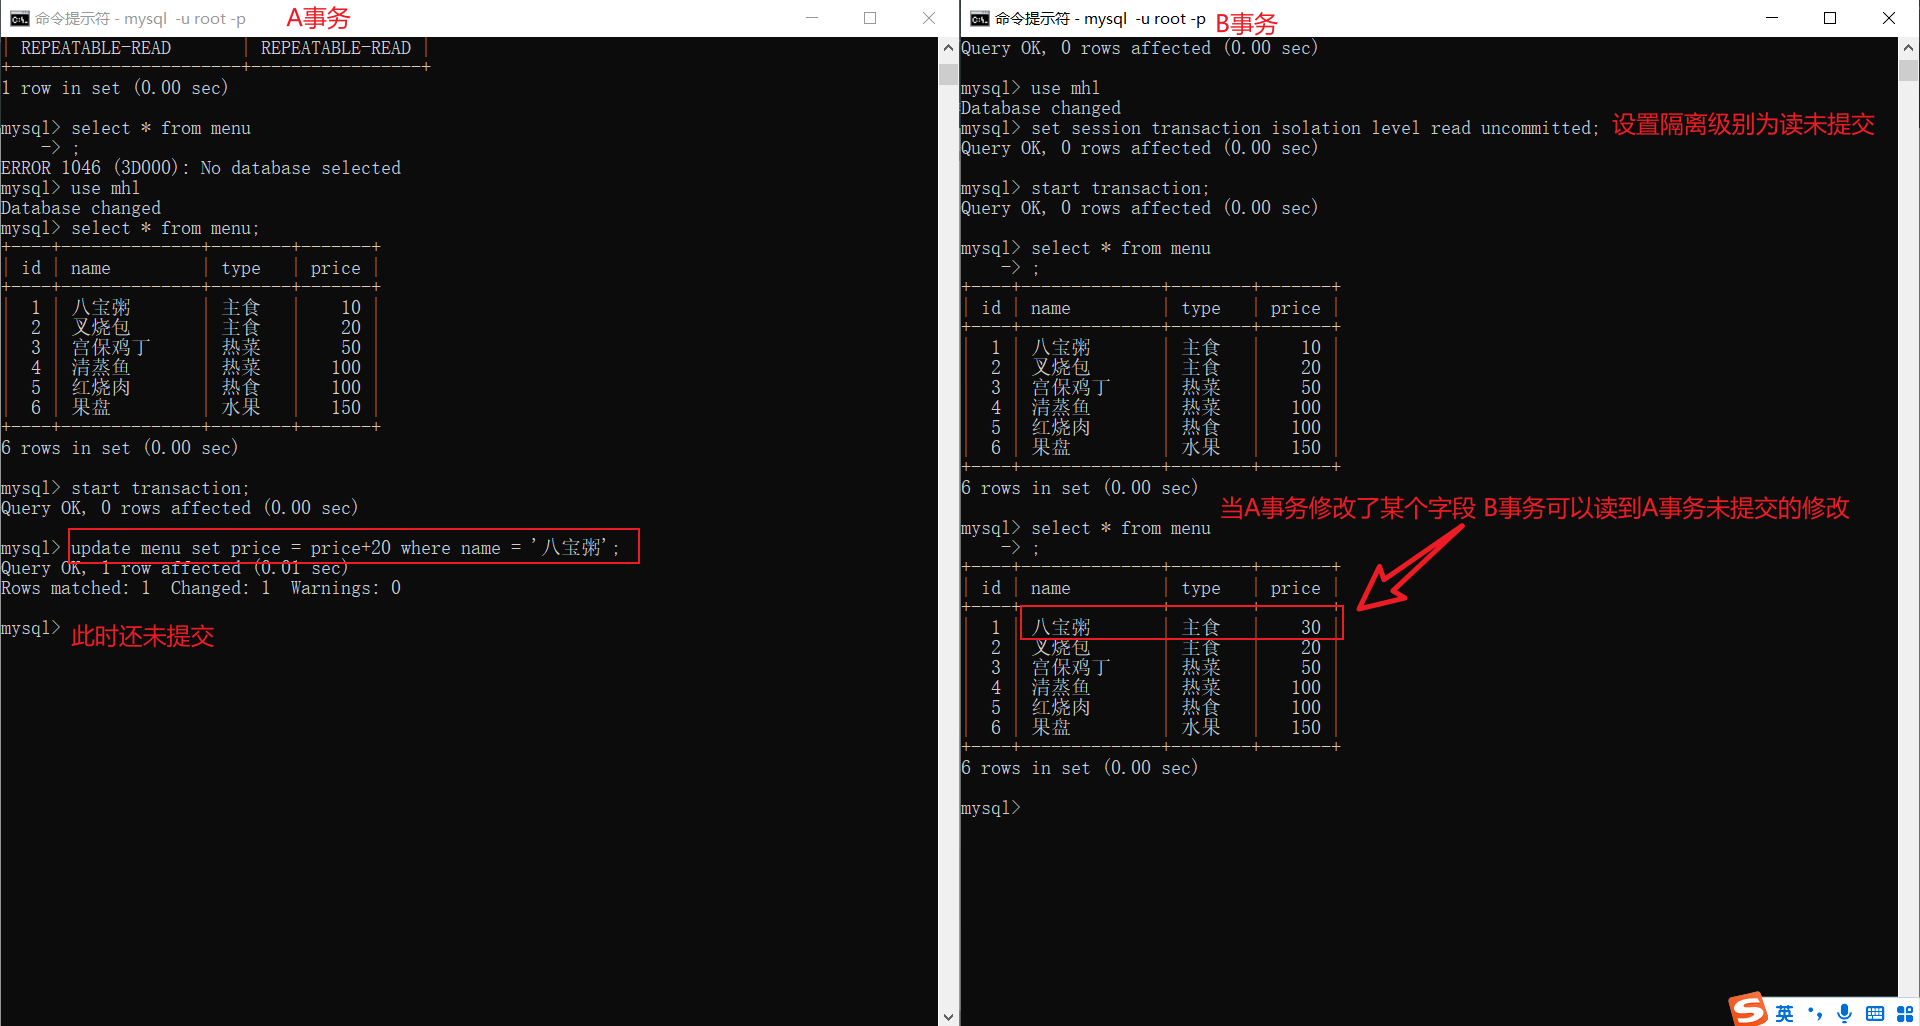 命令提示符 - mysql  -u root -p
A事务
| REPEATABLE-READ       | REPEATABLE-READ |
+-----------------------+-----------------+
1 row in set (0.00 sec)
mysql> select * from menu
    -> ;
ERROR 1046 (3D000): No database selected
mysql> use mhl
Database changed
mysql> select * from menu;
+----+--------------+--------+-------+
| id | name         | type   | price |
+----+--------------+--------+-------+
|  1 | 八宝粥       | 主食   |    10 |
|  2 | 叉烧包       | 主食   |    20 |
|  3 | 宫保鸡丁     | 热菜   |    50 |
|  4 | 清蒸鱼       | 热菜   |   100 |
|  5 | 红烧肉       | 热食   |   100 |
|  6 | 果盘         | 水果   |   150 |
+----+--------------+--------+-------+
6 rows in set (0.00 sec)
mysql> start transaction;
Query OK, 0 rows affected (0.00 sec)
mysql> update menu set price = price+20 where name = '八宝粥';
Query OK, 1 row affected (0.01 sec)
Rows matched: 1  Changed: 1  Warnings: 0
mysql>
此时还未提交
命令提示符 - mysql  -u root -p
B事务
Query OK, 0 rows affected (0.00 sec)
mysql> use mhl
Database changed
mysql> set session transaction isolation level read uncommitted;
设置隔离级别为读未提交
Query OK, 0 rows affected (0.00 sec)
mysql> start transaction;
Query OK, 0 rows affected (0.00 sec)
mysql> select * from menu
    -> ;
+----+--------------+--------+-------+
| id | name         | type   | price |
+----+--------------+--------+-------+
|  1 | 八宝粥       | 主食   |    10 |
|  2 | 叉烧包       | 主食   |    20 |
|  3 | 宫保鸡丁     | 热菜   |    50 |
|  4 | 清蒸鱼       | 热菜   |   100 |
|  5 | 红烧肉       | 热食   |   100 |
|  6 | 果盘         | 水果   |   150 |
+----+--------------+--------+-------+
6 rows in set (0.00 sec)
当A事务修改了某个字段 B事务可以读到A事务未提交的修改
mysql> select * from menu
    -> ;
+----+--------------+--------+-------+
| id | name         | type   | price |
+----+--------------+--------+-------+
|  1 | 八宝粥       | 主食   |    30 |
|  2 | 叉烧包       | 主食   |    20 |
|  3 | 宫保鸡丁     | 热菜   |    50 |
|  4 | 清蒸鱼       | 热菜   |   100 |
|  5 | 红烧肉       | 热食   |   100 |
|  6 | 果盘         | 水果   |   150 |
+----+--------------+--------+-------+
6 rows in set (0.00 sec)
mysql>
英